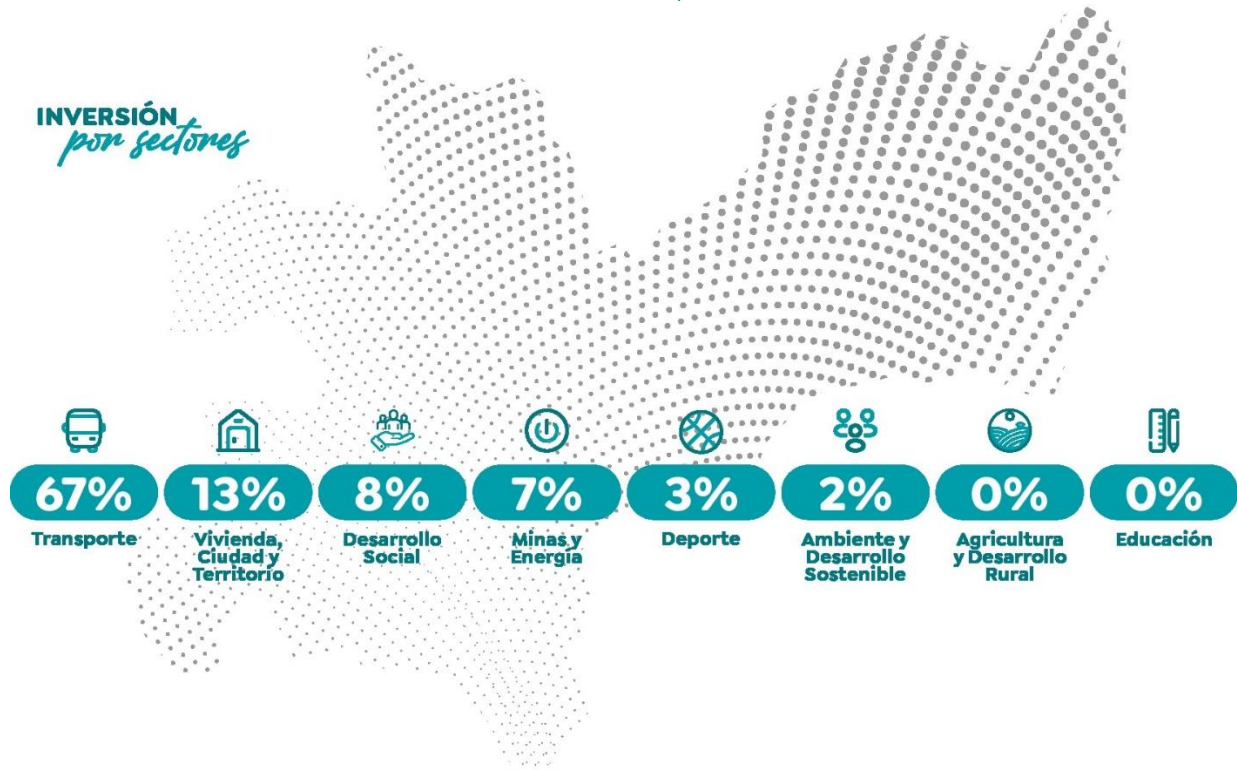 INVERSIÓN
por sectores
67%
13%
8%
7%
3%
2%
0%
0%
Transporte
Vivienda,
Ciudad y
Territorio
Desarrollo
Social
Minas y
Energía
Deporte
Ambiente y
Desarrollo
Sostenible
Agricultura
y Desarrollo
Rural
Educación